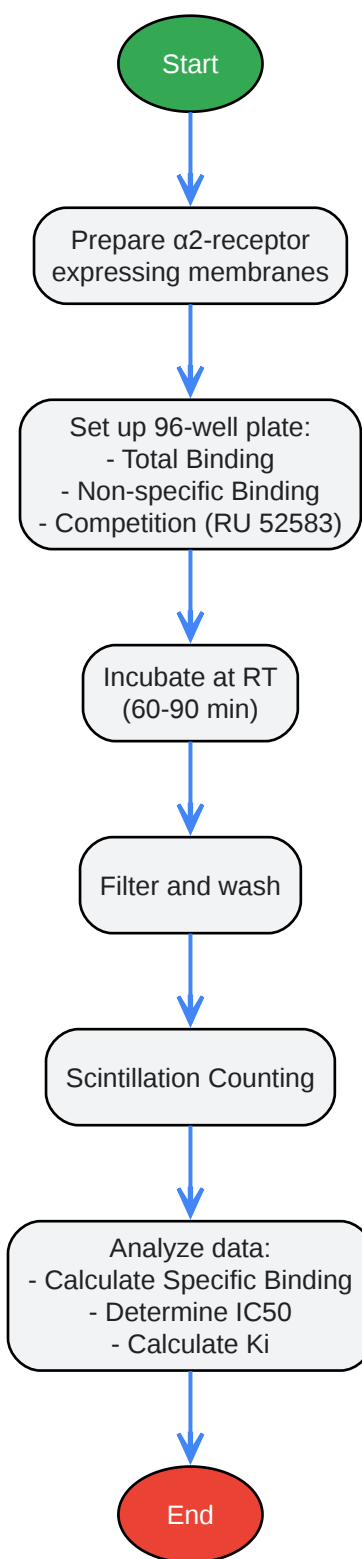 Start
Prepare α2-receptor
expressing membranes
Set up 96-well plate:
- Total Binding
- Non-specific Binding
- Competition (RU 52583)
Incubate at RT
(60-90 min)
Filter and wash
Scintillation Counting
Analyze data:
- Calculate Specific Binding
- Determine IC50
- Calculate Ki
End